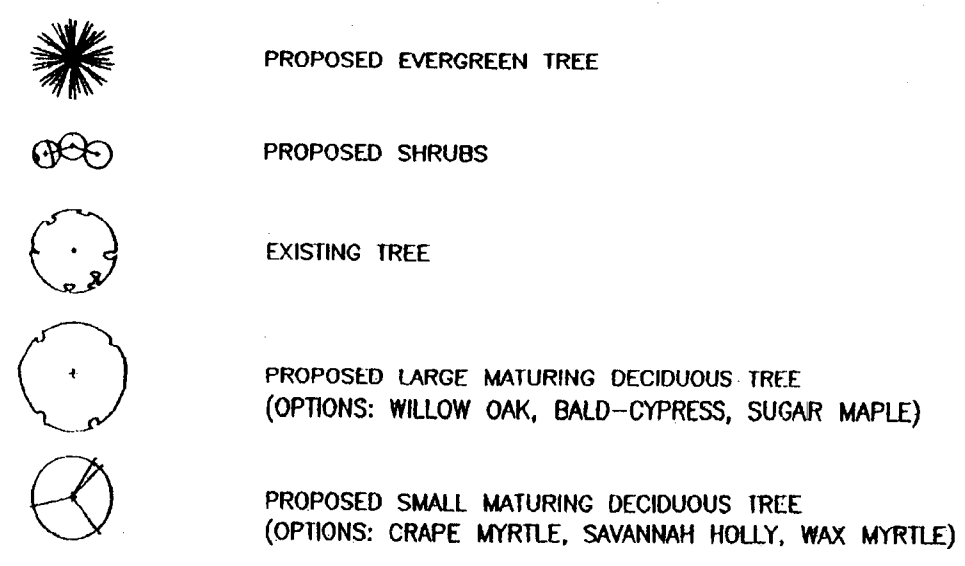 PROPOSED EVERGREEN TREE
PROPOSED SHRUBS
EXISTING TREE
PROPOSED LARGE MATURING DECIDUOUS TREE
(OPTIONS: WILLOW OAK, BALD-CYPRESS, SUGAR MAPLE)
PROPOSED SMALL MATURING DECIDUOUS TREE
(OPTIONS: CRAPE MYRTLE, SAVANNAH HOLLY, WAX MYRTLE)